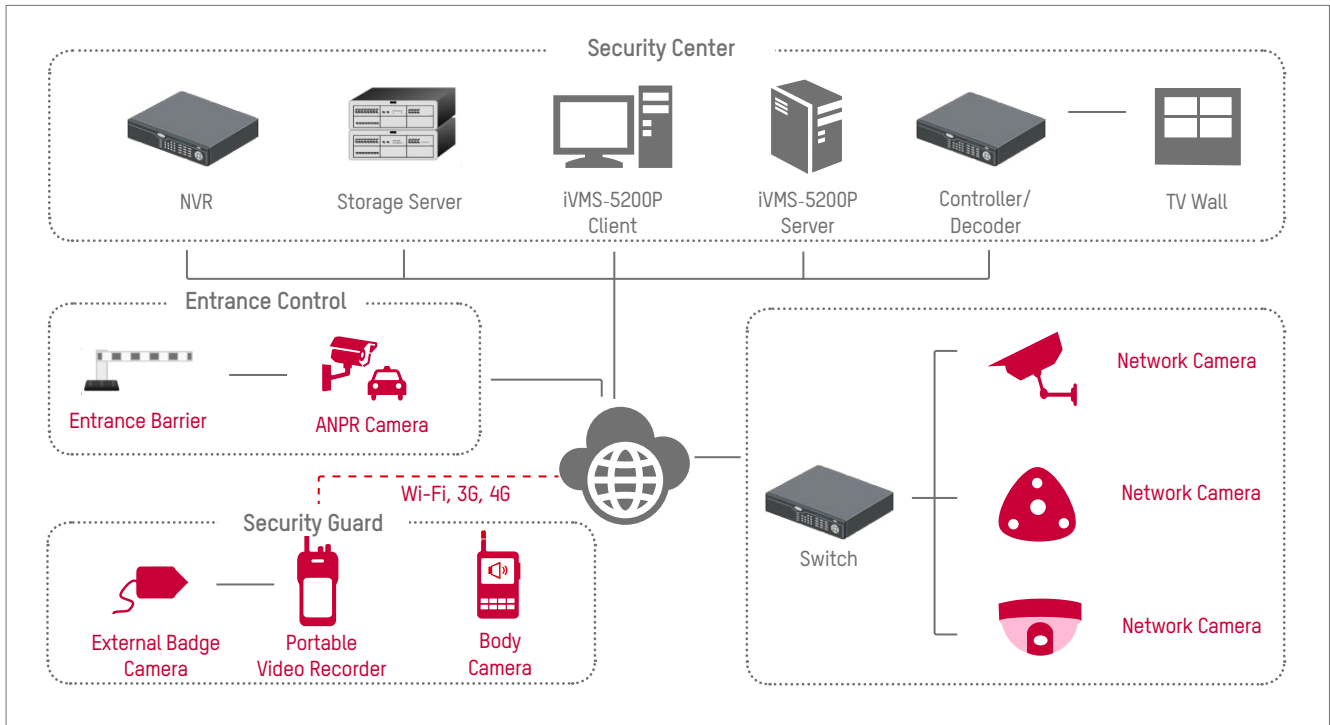 Security Center
NVR
Storage Server
iVMS-5200P
Client
iVMS-5200P
Server
Controller/
Decoder
TV Wall
Entrance Control
Entrance Barrier
ANPR Camera
Wi-Fi, 3G, 4G
Security Guard
External Badge
Camera
Portable
Video Recorder
Body
Camera
Switch
Network Camera
Network Camera
Network Camera